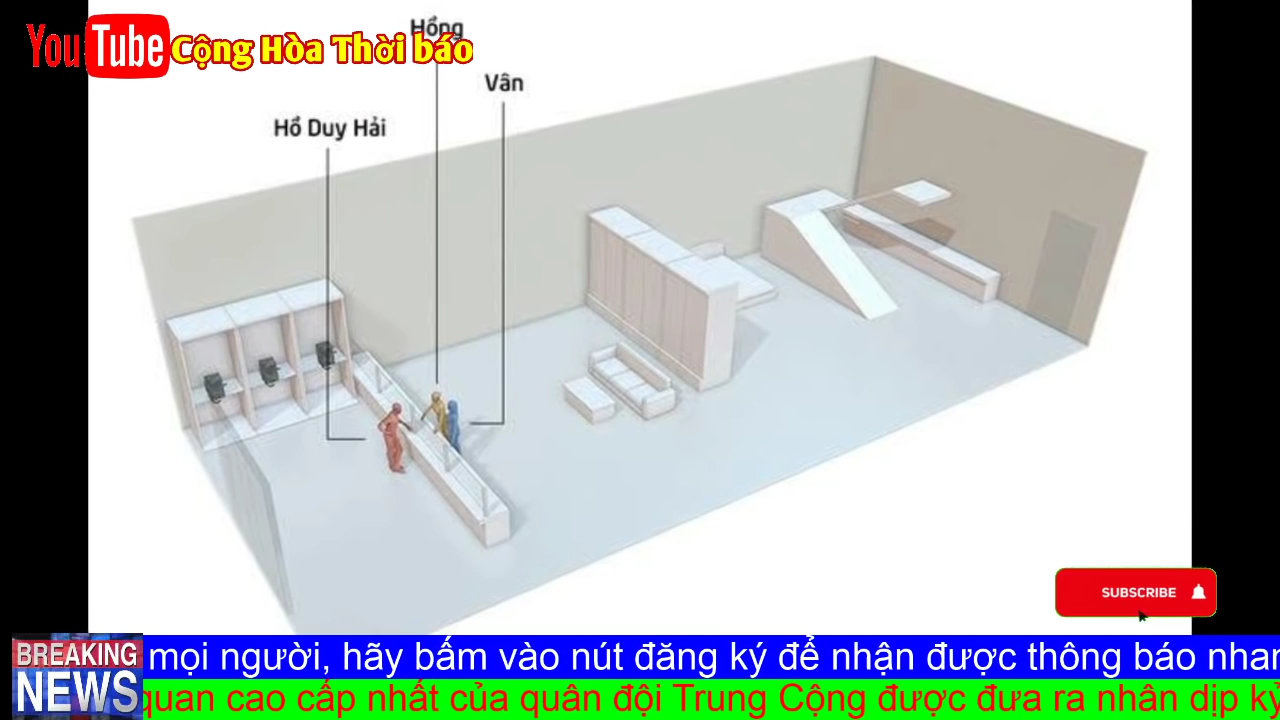 Hồng
YouTube Cộng Hòa Thời báo
Vân
Hồ Duy Hải
SUBSCRIBE
BREAKING
NEWS
mọi người, hãy bấm vào nút đăng ký để nhận được thông báo nhan
quan cao cấp nhất của quân đội Trung Cộng được đưa ra nhân dịp kỷ